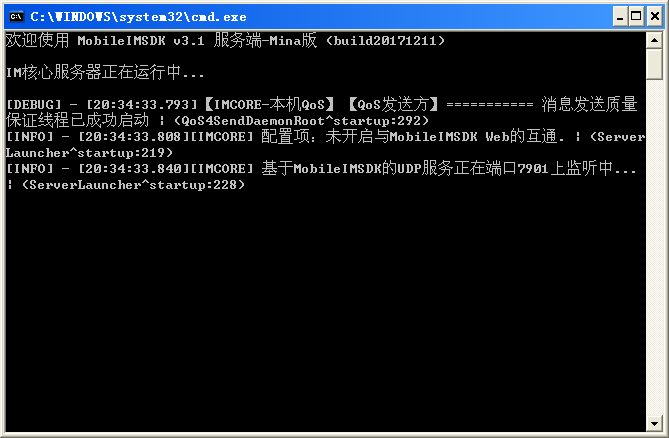 C:\WINDOWS\system32\cmd.exe
欢迎使用 MobileIMSDK v3.1 服务端-Mina版 (build20171211)
IM核心服务器正在运行中...
[DEBUG] - [20:34:33.793]【IMCORE-本机QoS】【QoS发送方】=========== 消息发送质量
保证线程已成功启动 | (QoS4SendDaemonRoot^startup:292)
[INFO] - [20:34:33.808][IMCORE] 配置项：未开启与MobileIMSDK Web的互通. | (Server
Launcher^startup:219)
[INFO] - [20:34:33.840][IMCORE] 基于MobileIMSDK的UDP服务正在端口7901上监听中...
| (ServerLauncher^startup:228)